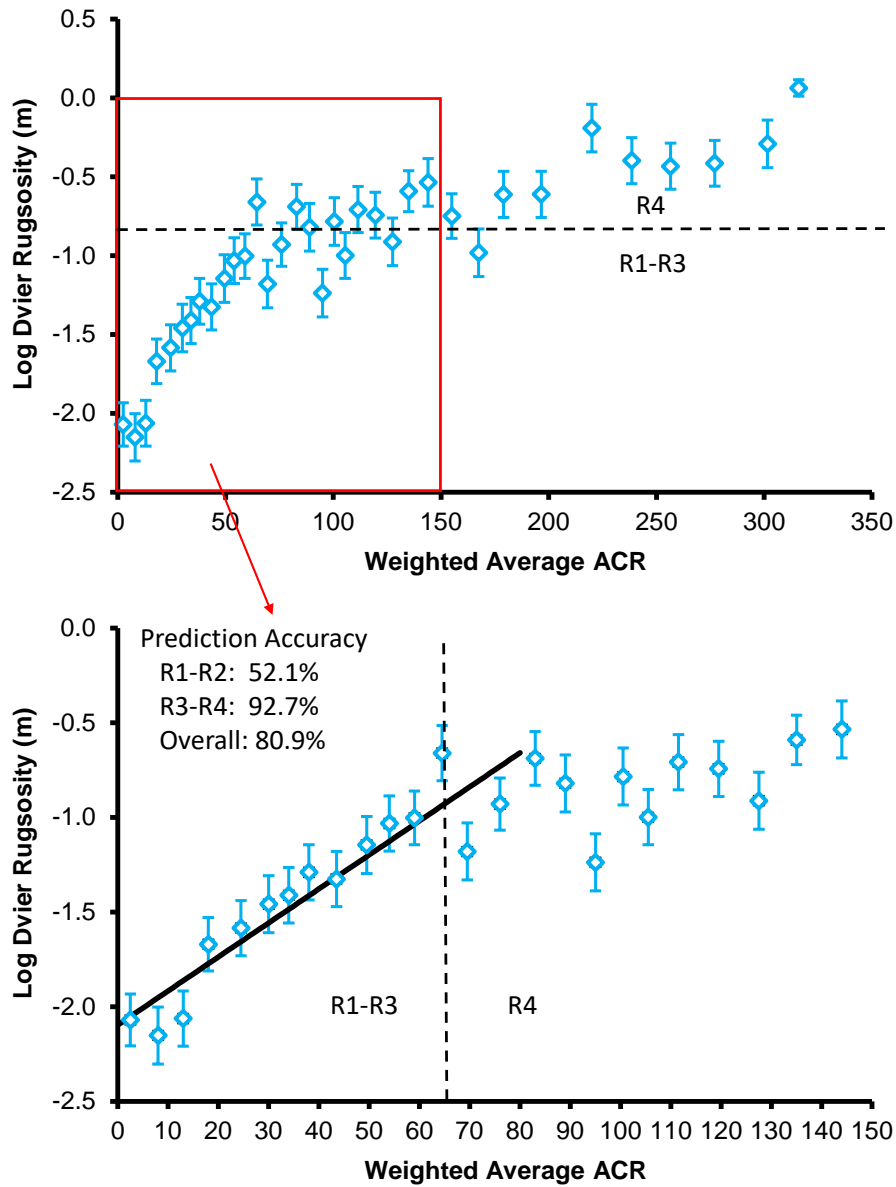 0.5
0.0
-0.5
-1.0
-1.5
-2.0
-2.5
Log Dvier Rugsosity (m)
R4
R1-R3
0 50 100 150 200 250 300 350
Weighted Average ACR
0.0
-0.5
-1.0
-1.5
-2.0
-2.5
Log Dvier Rugsosity (m)
Prediction Accuracy
R1-R2: 52.1%
R3-R4: 92.7%
Overall: 80.9%
R1-R3 R4
0 10 20 30 40 50 60 70 80 90 100 110 120 130 140 150
Weighted Average ACR